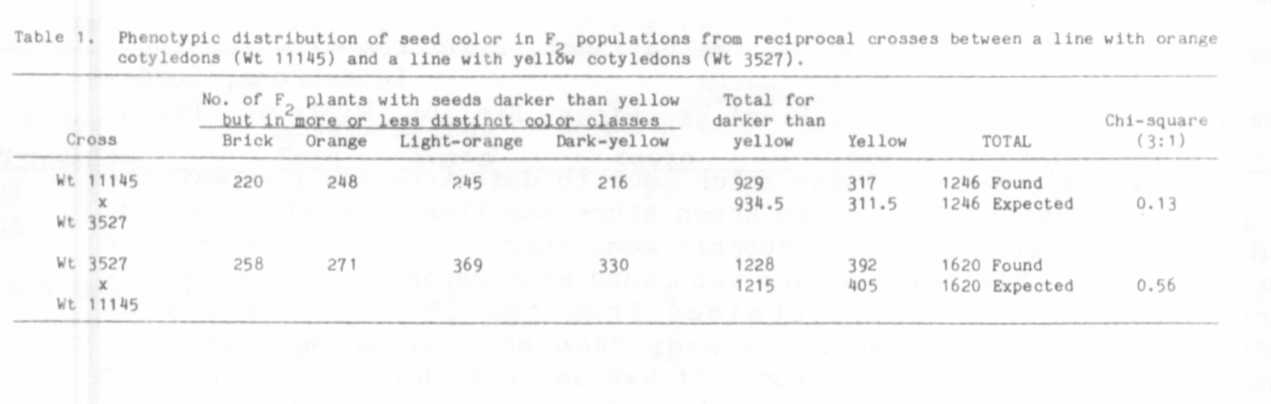 Table 1. Phenotypic distribution of seed color in F2 populations from reciprocal crosses between a line with orange
cotyledons (Wt 11145) and a line with yellow cotyledons (Wt 3527).
No. of F2 plants with seeds darker than yellow Total for
but in more or less distinct color classes darker than Chi-square
Cross Brick Orange Light-orange Dark-yellow yellow Yellow TOTAL (3:1)
Wt 11145 220 248 245 216 929 317 1246 Found
x 934.5 311.5 1246 Expected 0.13
Wt 3527
Wt 3527 258 271 369 330 1228 392 1620 Found
x 1215 405 1620 Expected 0.56
Wt 11145